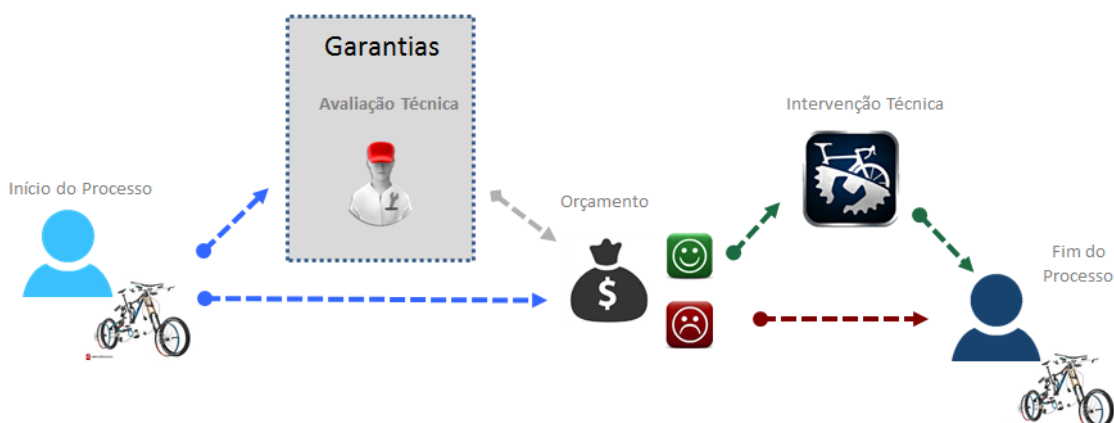 Garantias
Avaliação Técnica
Intervenção Técnica
Início do Processo
Orçamento
$
Fim do
Processo